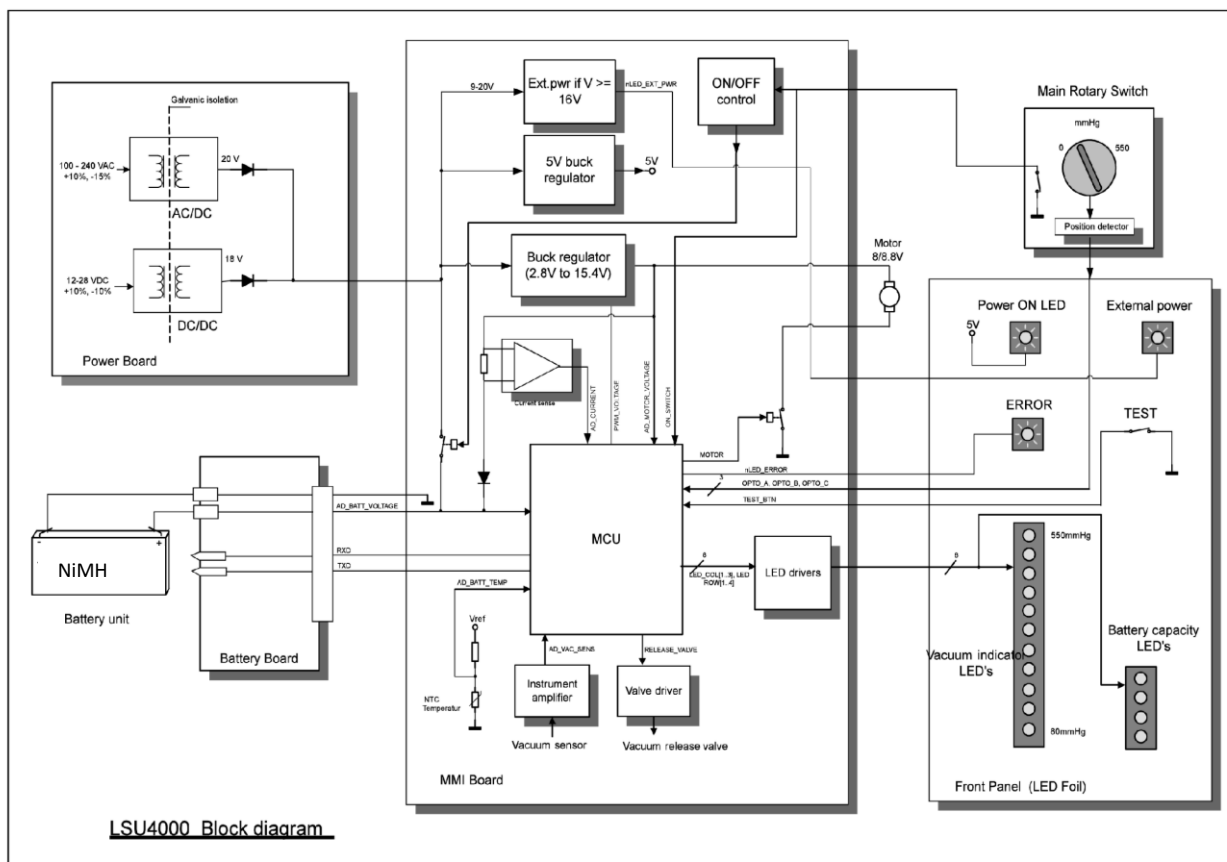 Galvanic isolation
100 - 240 VAC
+10%, -15%
20 V
AC/DC
18 V
12-28 VDC
+10%, -10%
DC/DC
Power Board
9-20V
Ext.pwr if V >=
16V
nLED_EXT_PWR
ON/OFF
control
5V buck
regulator
5V
Buck regulator
(2.8V to 15.4V)
Current sense
AD_CURRENT
PWM_VOLTAGE
AD_MOTOR_VOLTAGE
ON_SWITCH
Motor
8/8.8V
Main Rotary Switch
mmHg
0
550
Position detector
Power ON LED
External power
5V
ERROR
TEST
MOTOR
nLED_ERROR
3
OPTO_A, OPTO_B, OPTO_C
TEST_BTN
MCU
AD_BATT_VOLTAGE
RXD
TXD
AD_BATT_TEMP
Vref
NTC
Temperatur
-
+
NiMH
Battery unit
Battery Board
AD_VAC_SENS
Instrument
amplifier
Vacuum sensor
RELEASE_VALVE
Valve driver
Vacuum release valve
LED_COL[1..3], LED
ROW[1..4]
LED drivers
9
550mmHg
Vacuum indicator
LED's
80mmHg
Battery capacity
LED's
MMI Board
Front Panel (LED Foil)
LSU4000 Block diagram